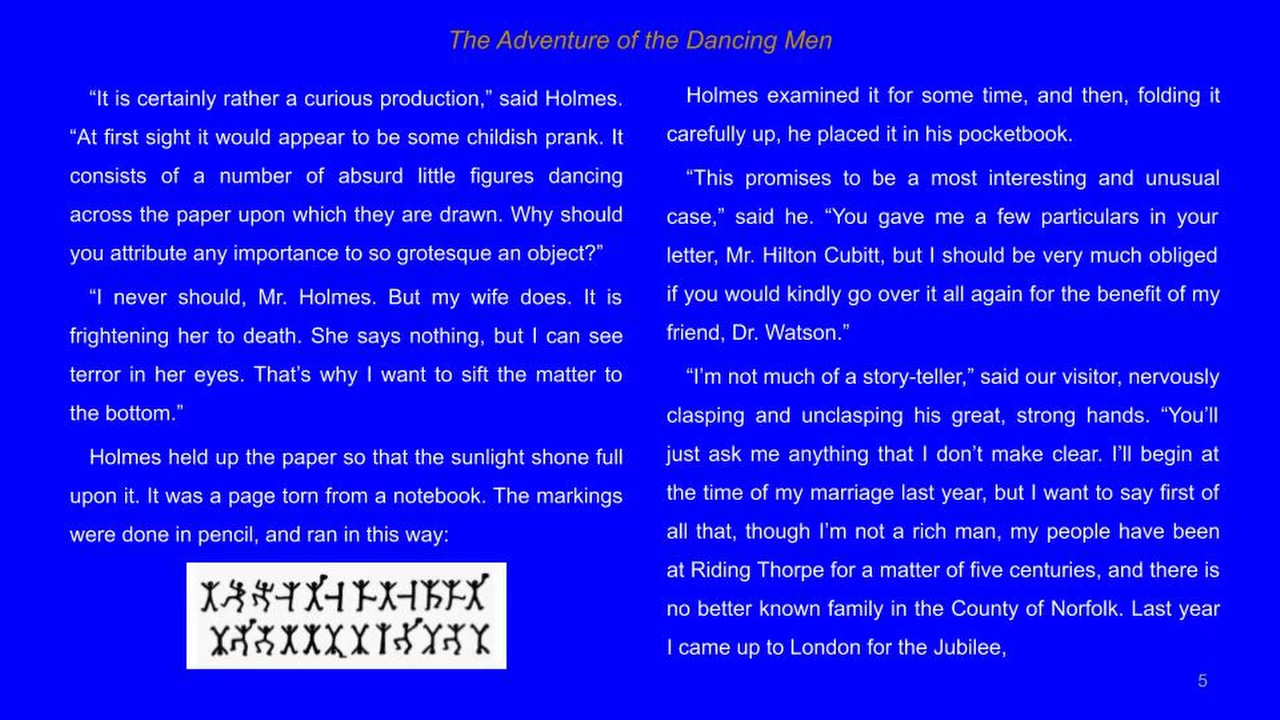 The Adventure of the Dancing Men
“It is certainly rather a curious production,” said Holmes.
“At first sight it would appear to be some childish prank. It
consists of a number of absurd little figures dancing
across the paper upon which they are drawn. Why should
you attribute any importance to so grotesque an object?”
“I never should, Mr. Holmes. But my wife does. It is
frightening her to death. She says nothing, but I can see
terror in her eyes. That’s why I want to sift the matter to
the bottom.”
Holmes held up the paper so that the sunlight shone full
upon it. It was a page torn from a notebook. The markings
were done in pencil, and ran in this way:
Holmes examined it for some time, and then, folding it
carefully up, he placed it in his pocketbook.
“This promises to be a most interesting and unusual
case,” said he. “You gave me a few particulars in your
letter, Mr. Hilton Cubitt, but I should be very much obliged
if you would kindly go over it all again for the benefit of my
friend, Dr. Watson.”
“I’m not much of a story-teller,” said our visitor, nervously
clasping and unclasping his great, strong hands. “You’ll
just ask me anything that I don’t make clear. I’ll begin at
the time of my marriage last year, but I want to say first of
all that, though I’m not a rich man, my people have been
at Riding Thorpe for a matter of five centuries, and there is
no better known family in the County of Norfolk. Last year
I came up to London for the Jubilee,
5